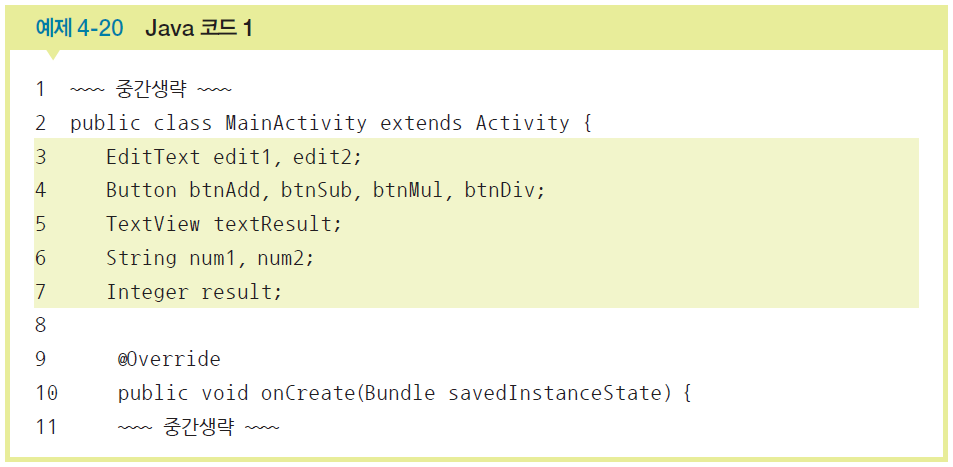 예제 4-20 Java 코드 1
1 ~~~~ 중간생략 ~~~~
2 public class MainActivity extends Activity {
3 EditText edit1, edit2;
4 Button btnAdd, btnSub, btnMul, btnDiv;
5 TextView textResult;
6 String num1, num2;
7 Integer result;
8
9 @Override
10 public void onCreate(Bundle savedInstanceState) {
11 ~~~~ 중간생략 ~~~~